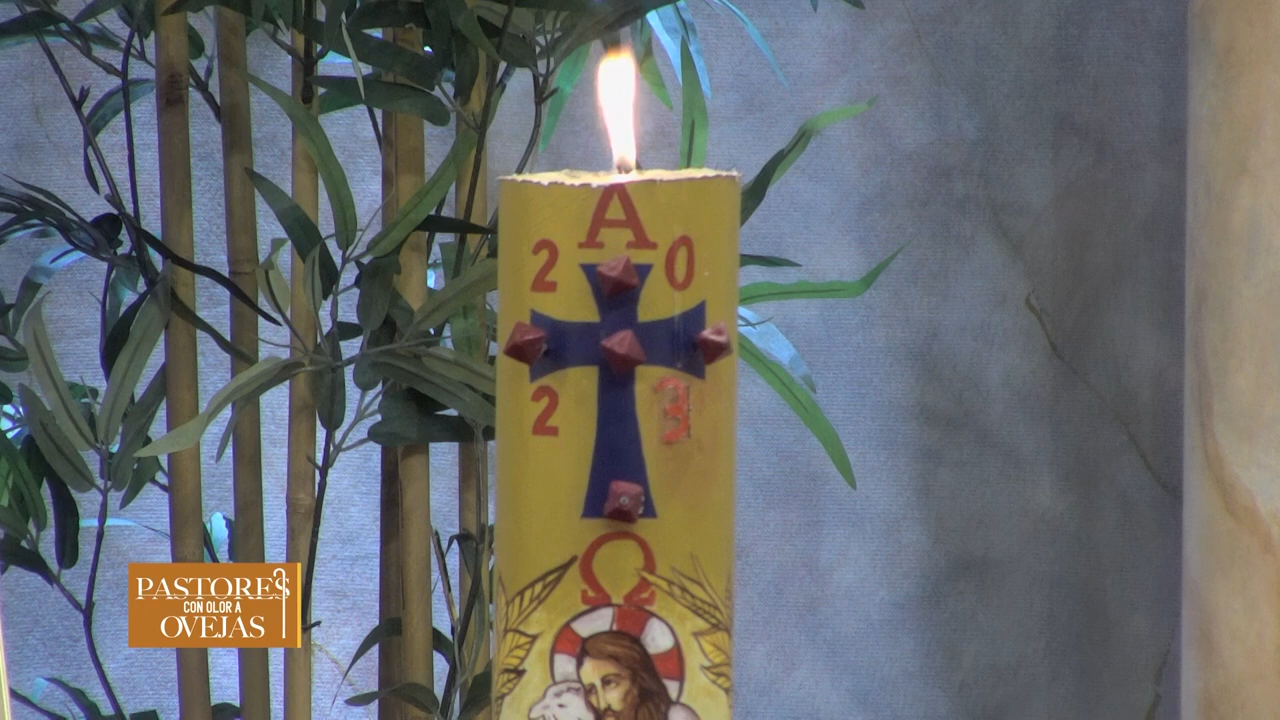 Α
2 0
2 3
Ω
PASTORES
CON OLOR A
OVEJAS